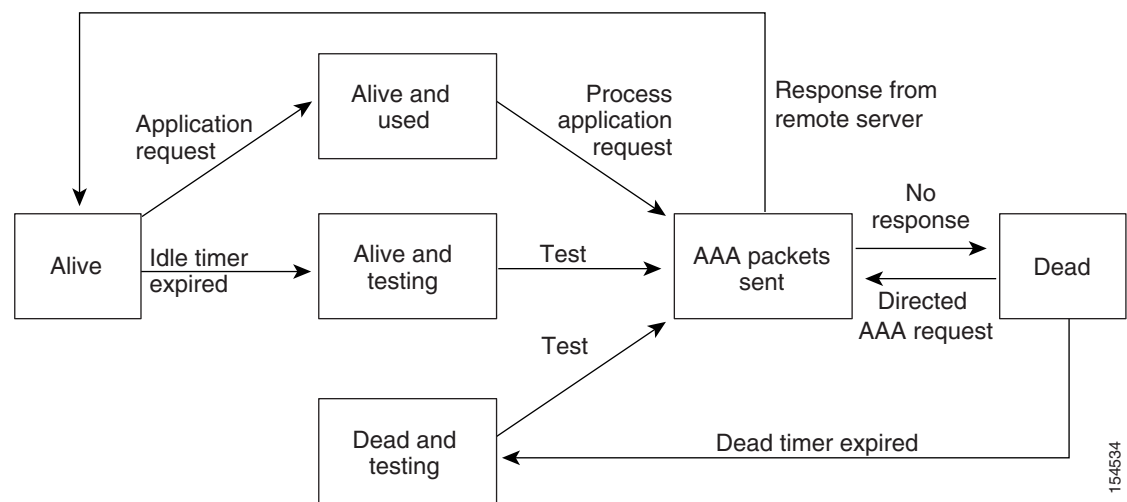 Alive and
used
Application
request
Process
application
request
Response from
remote server
Alive
Idle timer
expired
Alive and
testing
Test
AAA packets
sent
No
response
Directed
AAA request
Dead
Test
Dead and
testing
Dead timer expired
154534